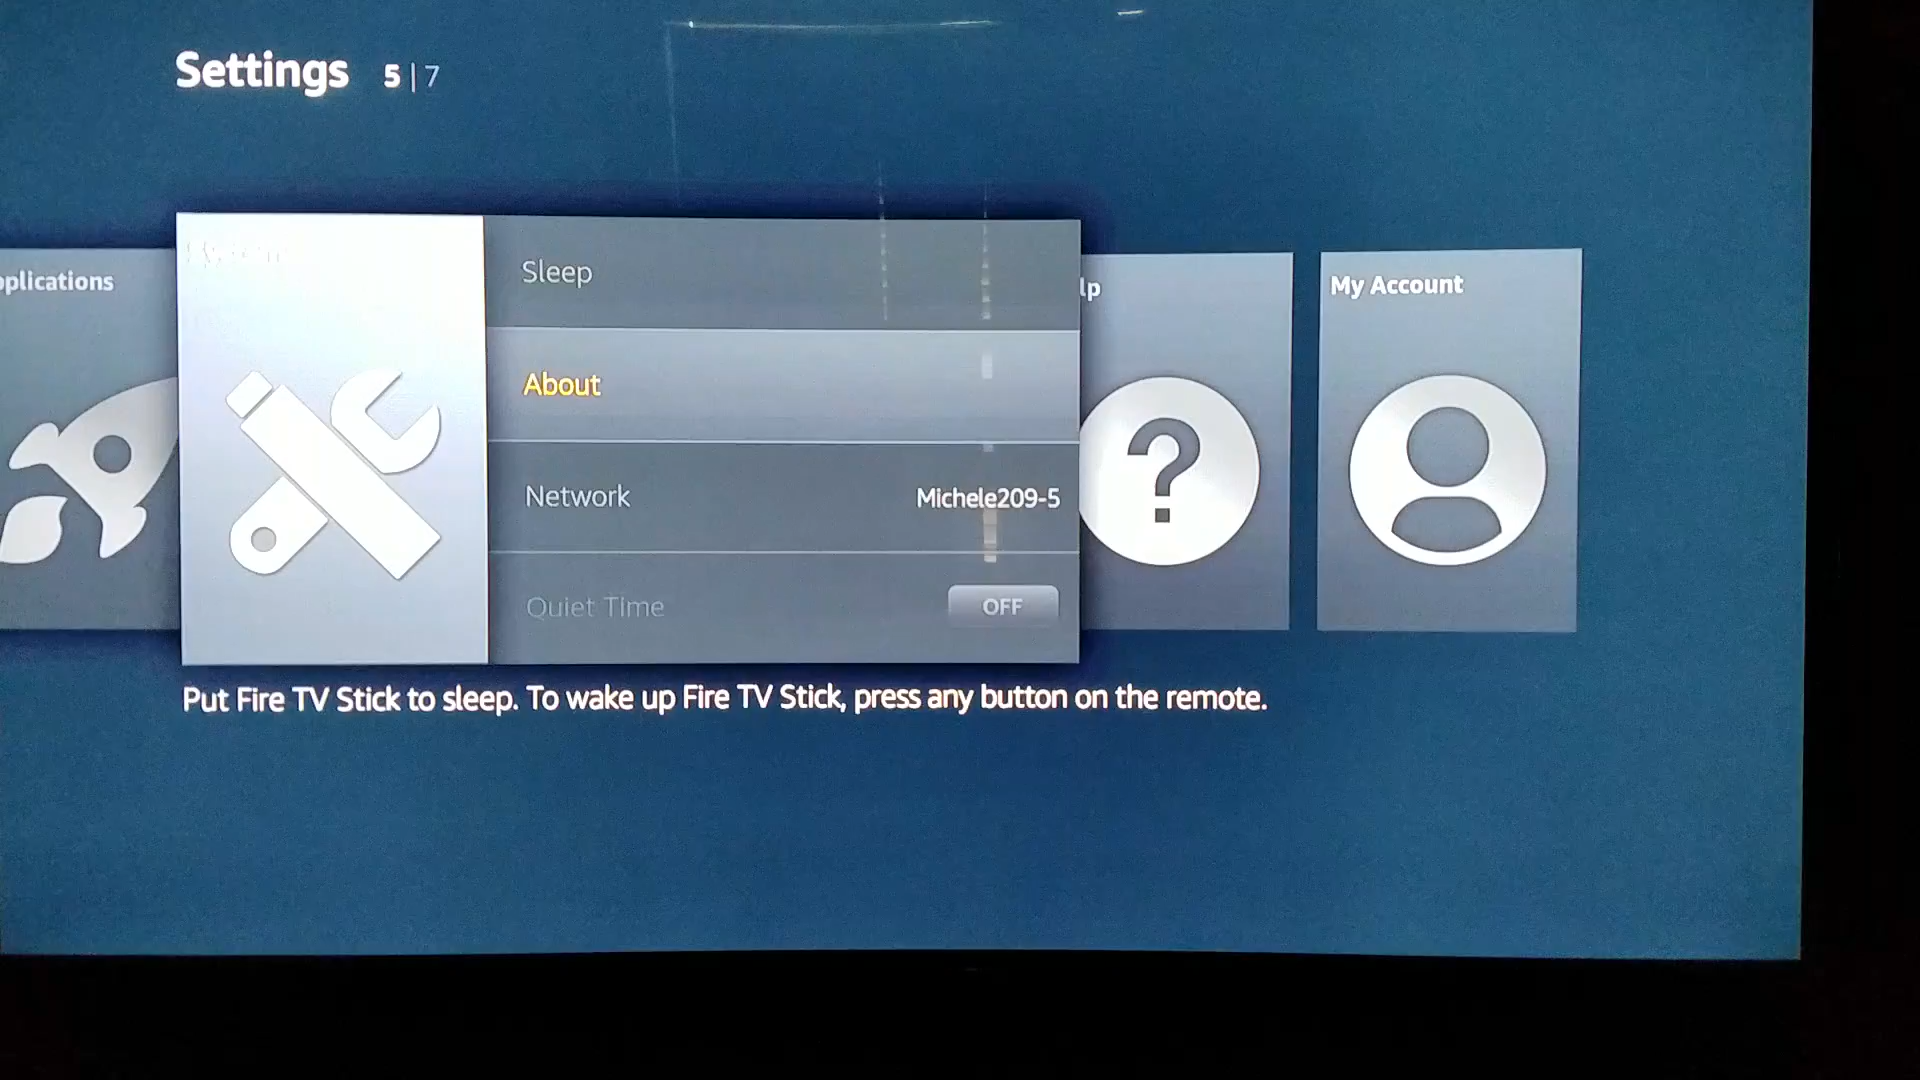 Settings 5|7
pplications
Sleep
About
Network Michele209-5
Quiet Time OFF
lp
My Account
Put Fire TV Stick to sleep. To wake up Fire TV Stick, press any button on the remote.